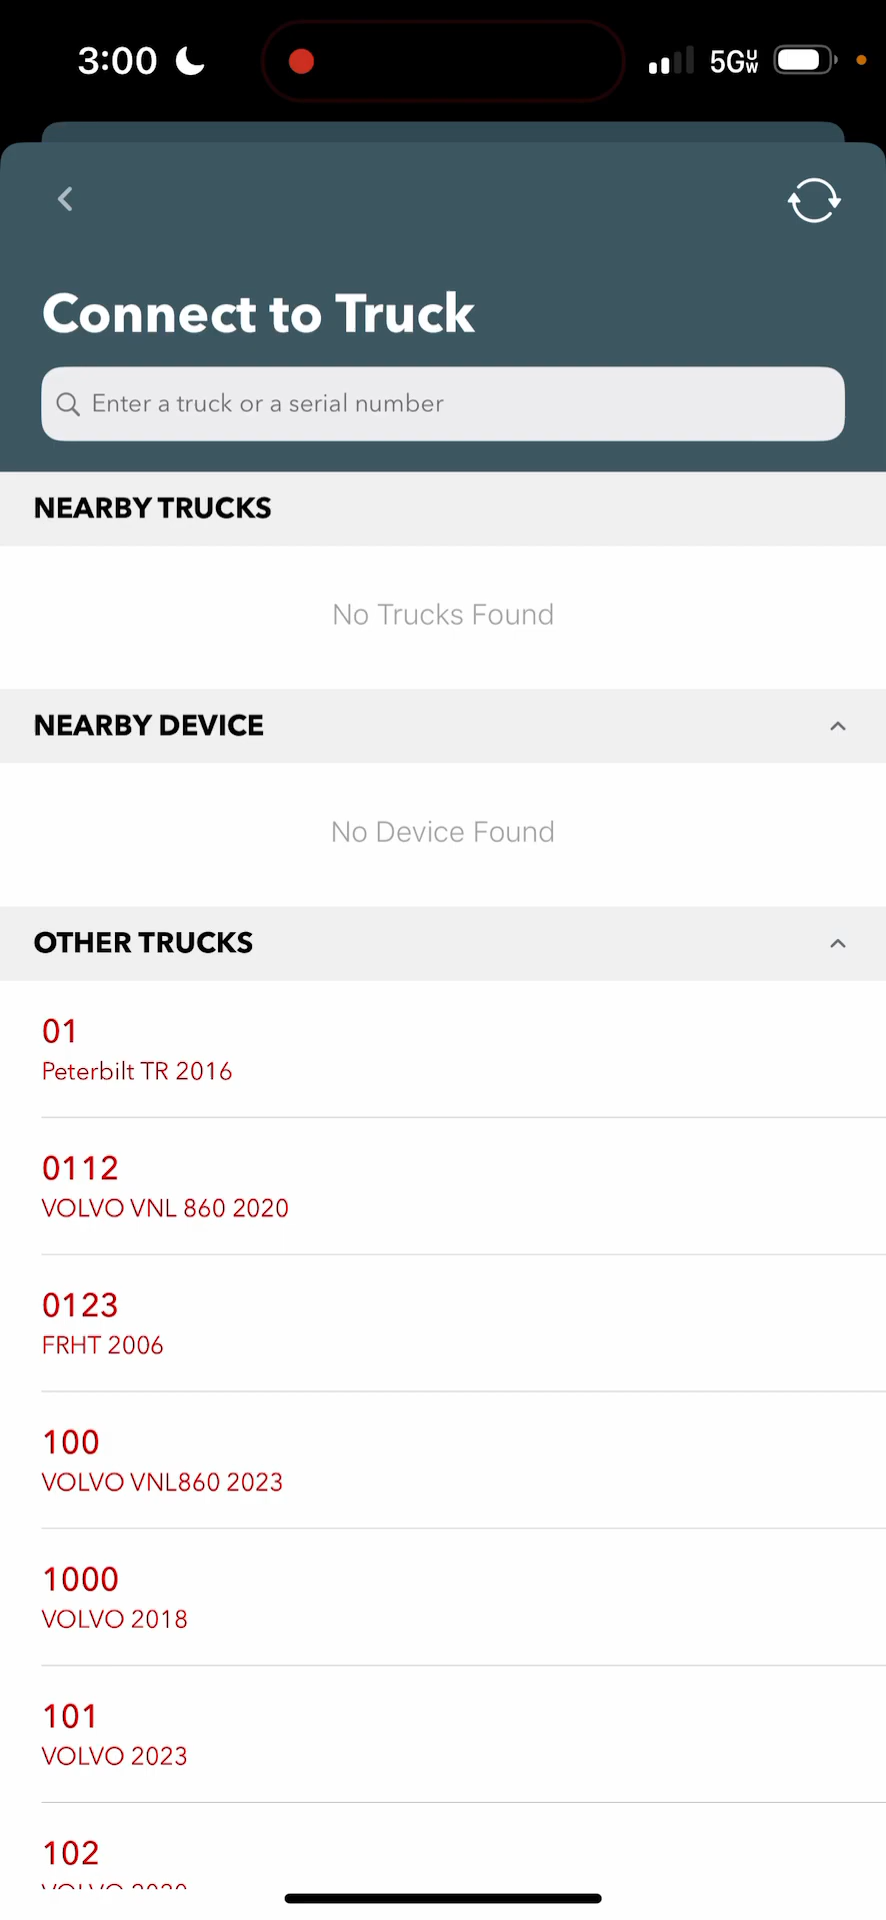 3:00
5GUW
Connect to Truck
Enter a truck or a serial number
NEARBY TRUCKS
No Trucks Found
NEARBY DEVICE
No Device Found
OTHER TRUCKS
01
Peterbilt TR 2016
0112
VOLVO VNL 860 2020
0123
FRHT 2006
100
VOLVO VNL860 2023
1000
VOLVO 2018
101
VOLVO 2023
102